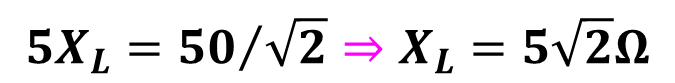 5X_L = 50/√2 ⇒ X_L = 5√2Ω